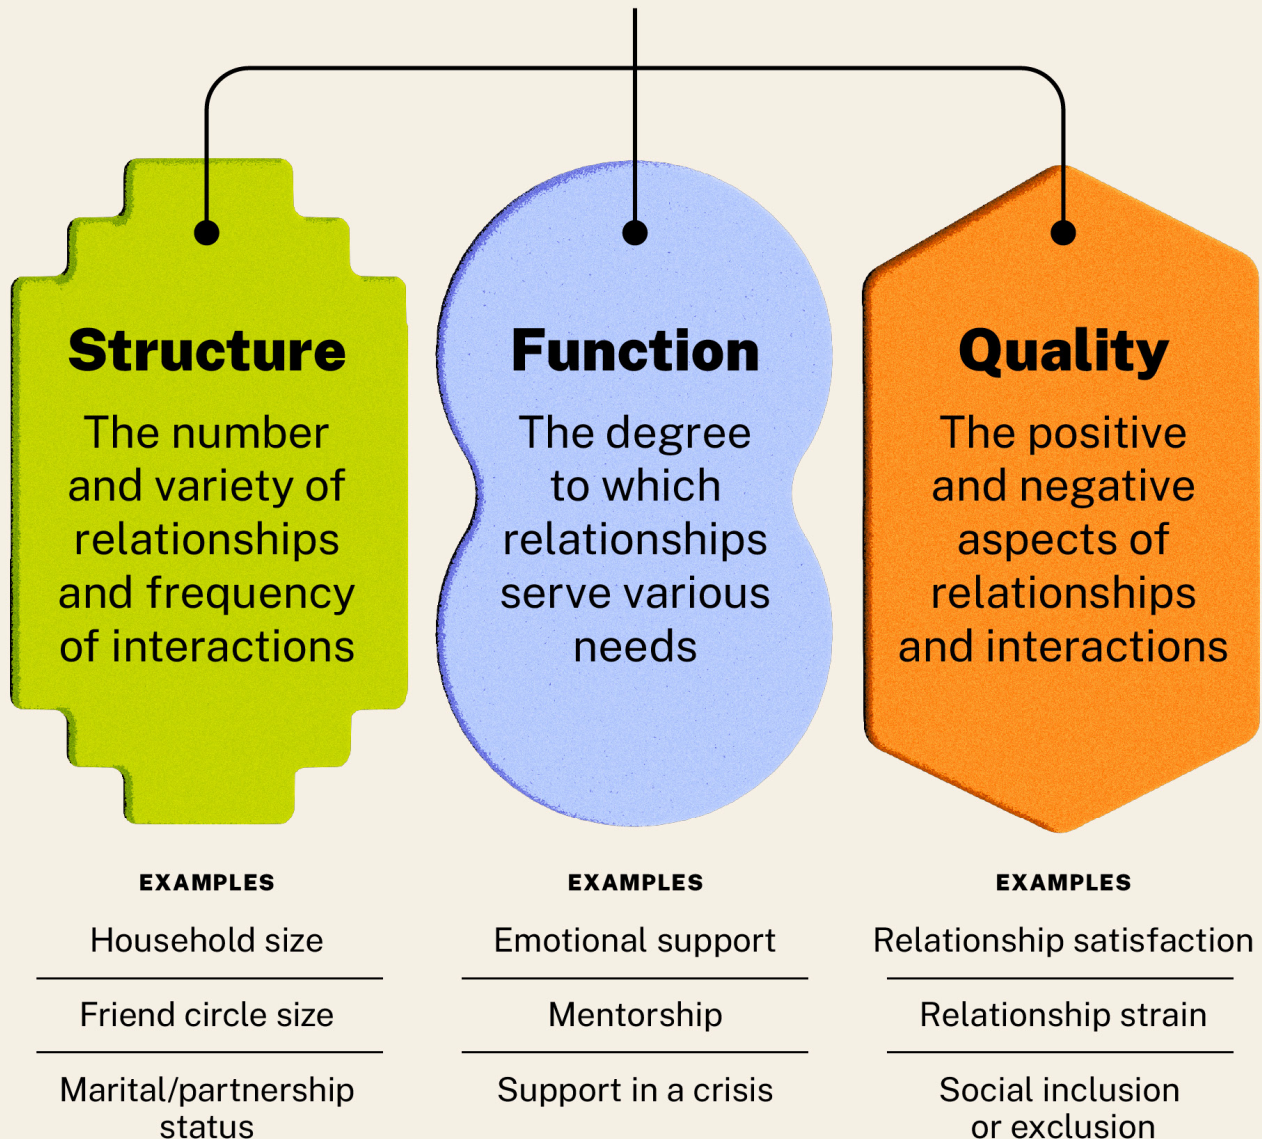 Structure
The number
and variety of
relationships
and frequency
of interactions
Function
The degree
to which
relationships
serve various
needs
Quality
The positive
and negative
aspects of
relationships
and interactions
EXAMPLES
Household size
Friend circle size
Marital/partnership
status
EXAMPLES
Emotional support
Mentorship
Support in a crisis
EXAMPLES
Relationship satisfaction
Relationship strain
Social inclusion
or exclusion